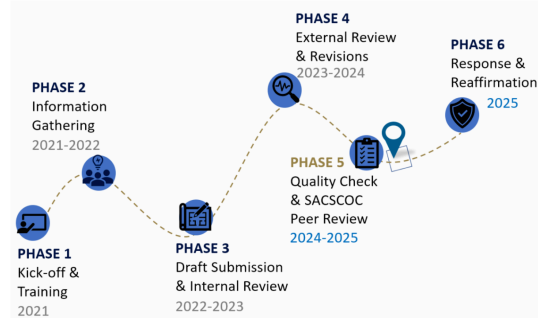 PHASE 1
Kick-off &
Training
2021
PHASE 2
Information
Gathering
2021-2022
PHASE 3
Draft Submission
& Internal Review
2022-2023
PHASE 4
External Review
& Revisions
2023-2024
PHASE 5
Quality Check
& SACSCOC
Peer Review
2024-2025
PHASE 6
Response &
Reaffirmation
2025